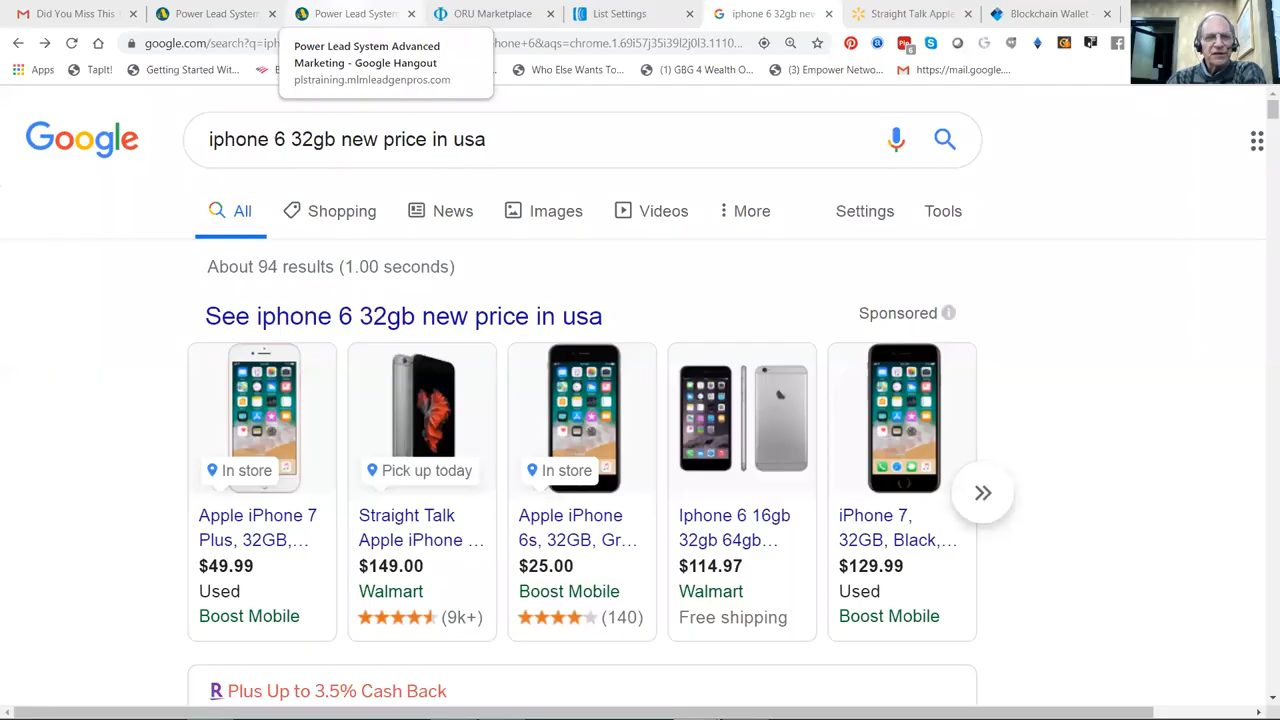 Did You Miss This
Power Lead System
Power Lead System
ORU Marketplace
List Settings
iphone 6 32gb new
Straight Talk Apple
Blockchain Wallet
google.com/search?q=iph
hone+6&aqs=chrome.1.69i57j35i39l2j0l3.1110...
6
Power Lead System Advanced
Marketing - Google Hangout
plstraining.mlmleadgenpros.com
Apps
TapIt!
Getting Started Wit...
Who Else Wants To...
(1) GBG 4 Wealth O...
(3) Empower Netwo...
https://mail.google....
Google
iphone 6 32gb new price in usa
All
Shopping
News
Images
Videos
More
Settings
Tools
About 94 results (1.00 seconds)
See iphone 6 32gb new price in usa
Sponsored
In store
Apple iPhone 7
Plus, 32GB,...
$49.99
Used
Boost Mobile
Pick up today
Straight Talk
Apple iPhone ...
$149.00
Walmart
(9k+)
In store
Apple iPhone
6s, 32GB, Gr...
$25.00
Boost Mobile
(140)
Iphone 6 16gb
32gb 64gb...
$114.97
Walmart
Free shipping
iPhone 7,
32GB, Black,...
$129.99
Used
Boost Mobile
R Plus Up to 3.5% Cash Back